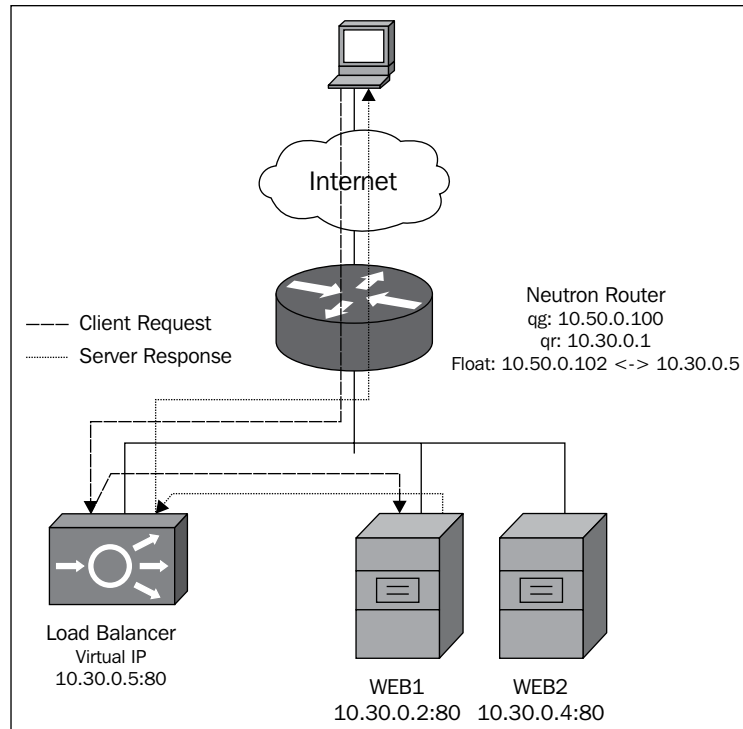 Internet
Neutron Router
qg: 10.50.0.100
qr: 10.30.0.1
Float: 10.50.0.102 <-> 10.30.0.5
Client Request
Server Response
Load Balancer
Virtual IP
10.30.0.5:80
WEB1
10.30.0.2:80
WEB2
10.30.0.4:80